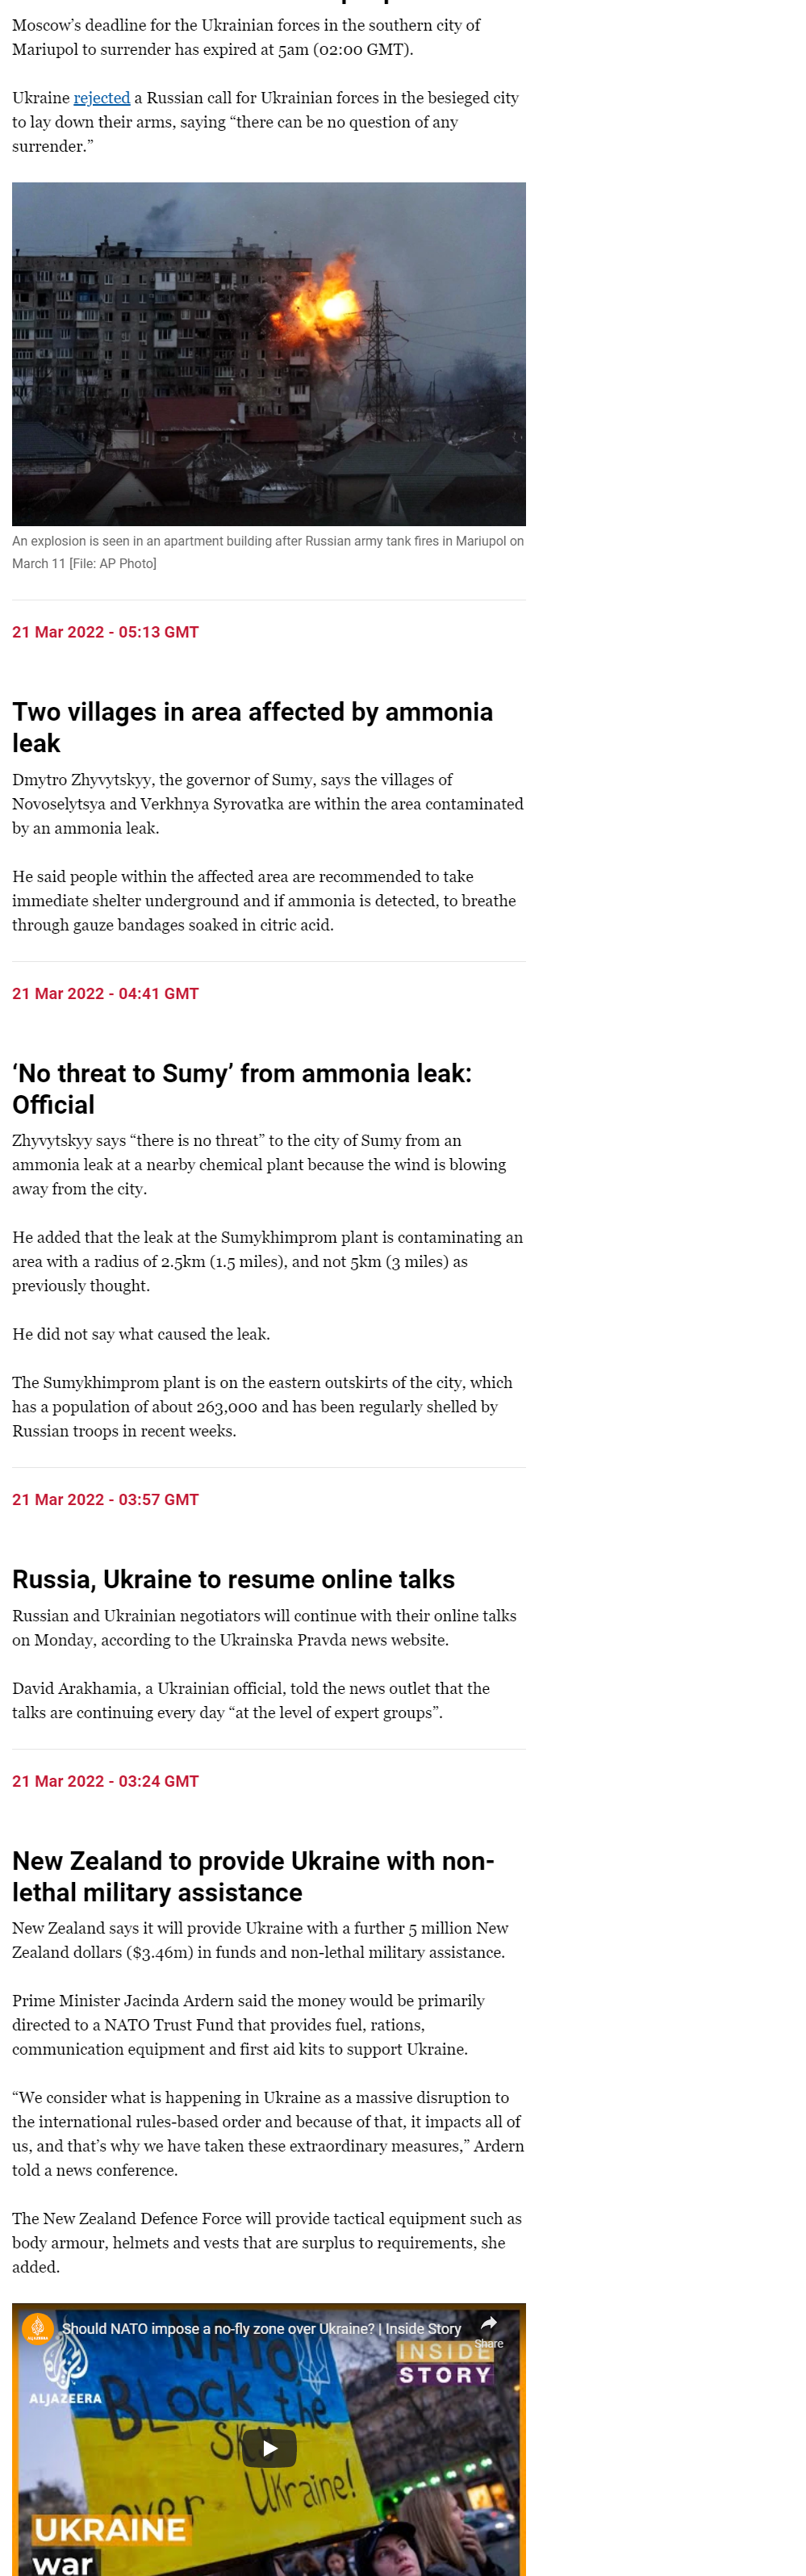 Moscow’s deadline for the Ukrainian forces in the southern city of
Mariupol to surrender has expired at 5am (02:00 GMT).
Ukraine rejected a Russian call for Ukrainian forces in the besieged city
to lay down their arms, saying “there can be no question of any
surrender.”
An explosion is seen in an apartment building after Russian army tank fires in Mariupol on
March 11 [File: AP Photo]
21 Mar 2022 - 05:13 GMT
Two villages in area affected by ammonia
leak
Dmytro Zhyvytskyy, the governor of Sumy, says the villages of
Novoselytsya and Verkhnya Syrovatka are within the area contaminated
by an ammonia leak.
He said people within the affected area are recommended to take
immediate shelter underground and if ammonia is detected, to breathe
through gauze bandages soaked in citric acid.
21 Mar 2022 - 04:41 GMT
‘No threat to Sumy’ from ammonia leak:
Official
Zhyvytskyy says “there is no threat” to the city of Sumy from an
ammonia leak at a nearby chemical plant because the wind is blowing
away from the city.
He added that the leak at the Sumykhimprom plant is contaminating an
area with a radius of 2.5km (1.5 miles), and not 5km (3 miles) as
previously thought.
He did not say what caused the leak.
The Sumykhimprom plant is on the eastern outskirts of the city, which
has a population of about 263,000 and has been regularly shelled by
Russian troops in recent weeks.
21 Mar 2022 - 03:57 GMT
Russia, Ukraine to resume online talks
Russian and Ukrainian negotiators will continue with their online talks
on Monday, according to the Ukrainska Pravda news website.
David Arakhamia, a Ukrainian official, told the news outlet that the
talks are continuing every day “at the level of expert groups”.
21 Mar 2022 - 03:24 GMT
New Zealand to provide Ukraine with non-
lethal military assistance
New Zealand says it will provide Ukraine with a further 5 million New
Zealand dollars ($3.46m) in funds and non-lethal military assistance.
Prime Minister Jacinda Ardern said the money would be primarily
directed to a NATO Trust Fund that provides fuel, rations,
communication equipment and first aid kits to support Ukraine.
“We consider what is happening in Ukraine as a massive disruption to
the international rules-based order and because of that, it impacts all of
us, and that’s why we have taken these extraordinary measures,” Ardern
told a news conference.
The New Zealand Defence Force will provide tactical equipment such as
body armour, helmets and vests that are surplus to requirements, she
added.
Should NATO impose a no-fly zone over Ukraine? | Inside Story
Share
INSIDE
STORY
ALJAZEERA
NATO
BLOCK the
SKY
over Ukraine!
UKRAINE
war